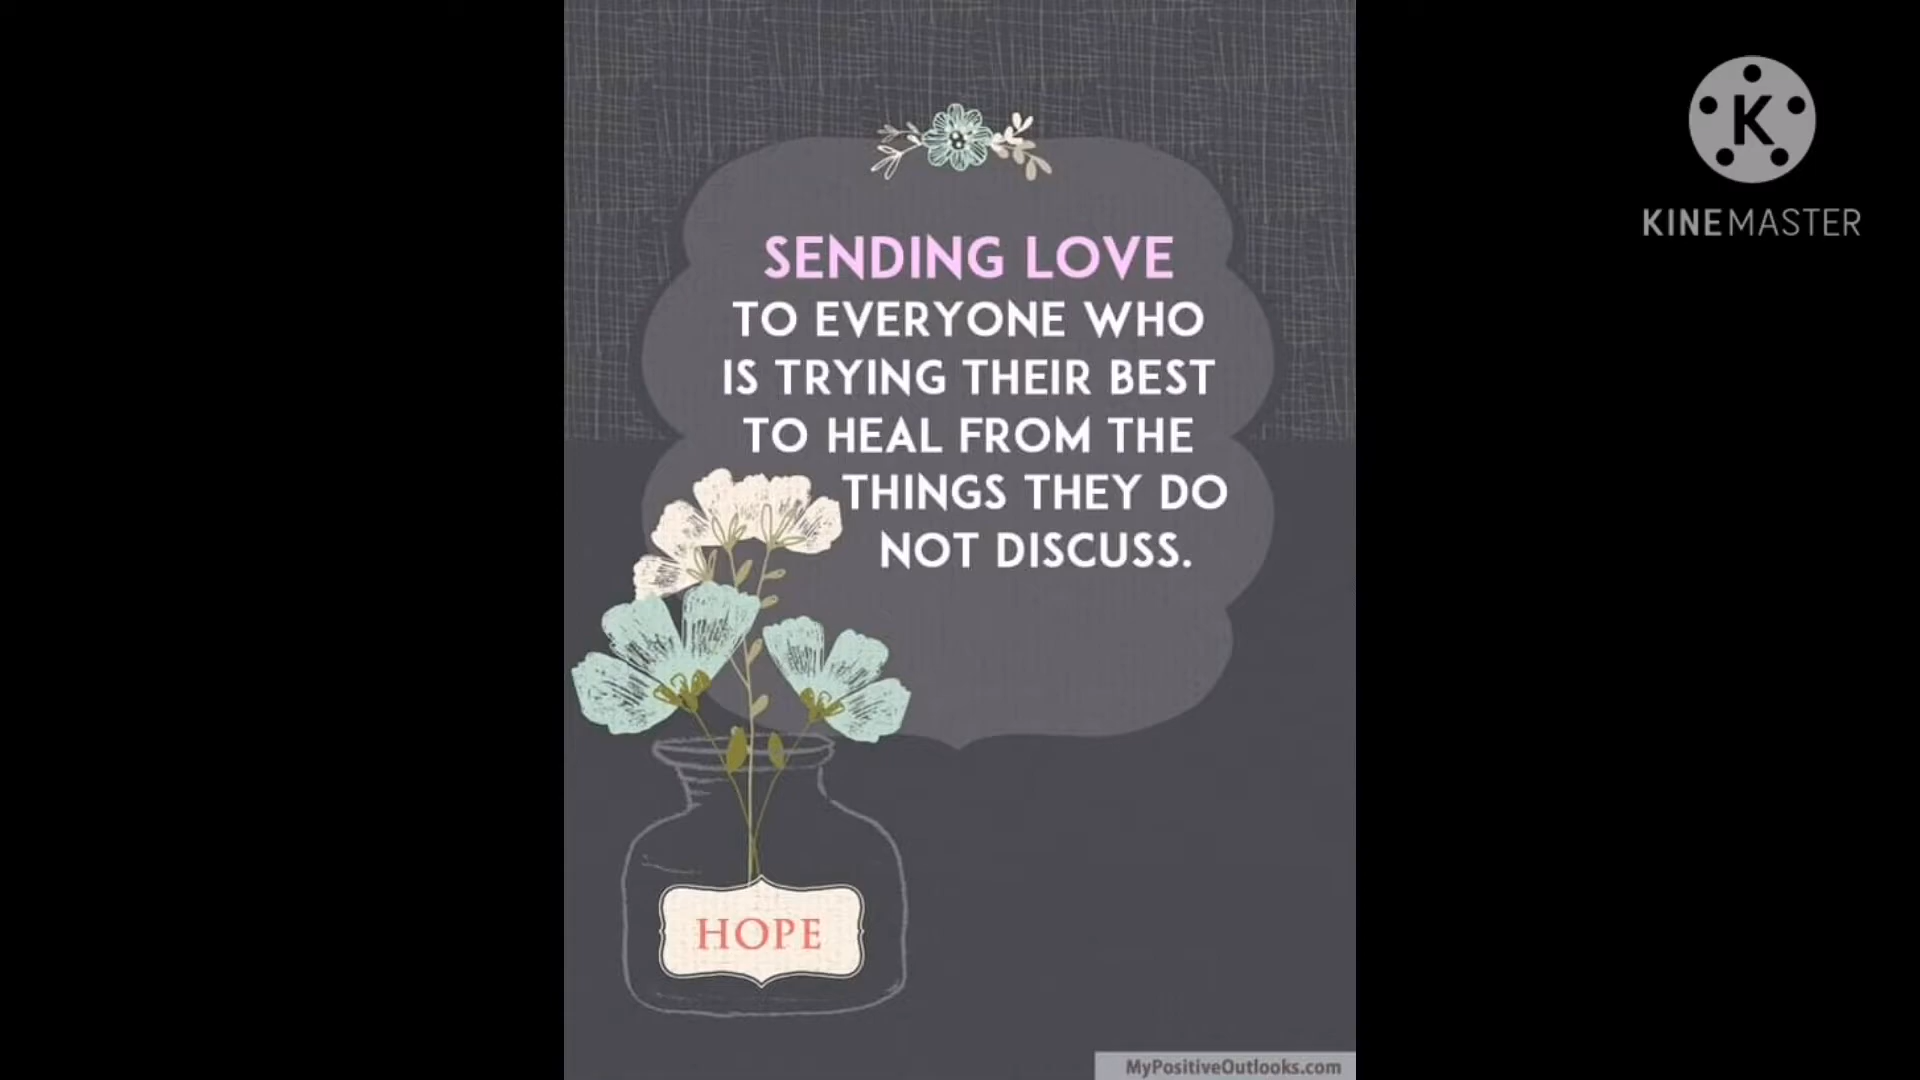 SENDING LOVE
TO EVERYONE WHO
IS TRYING THEIR BEST
TO HEAL FROM THE
THINGS THEY DO
NOT DISCUSS.
HOPE
MyPositiveOutlooks.com
K
KINEMASTER